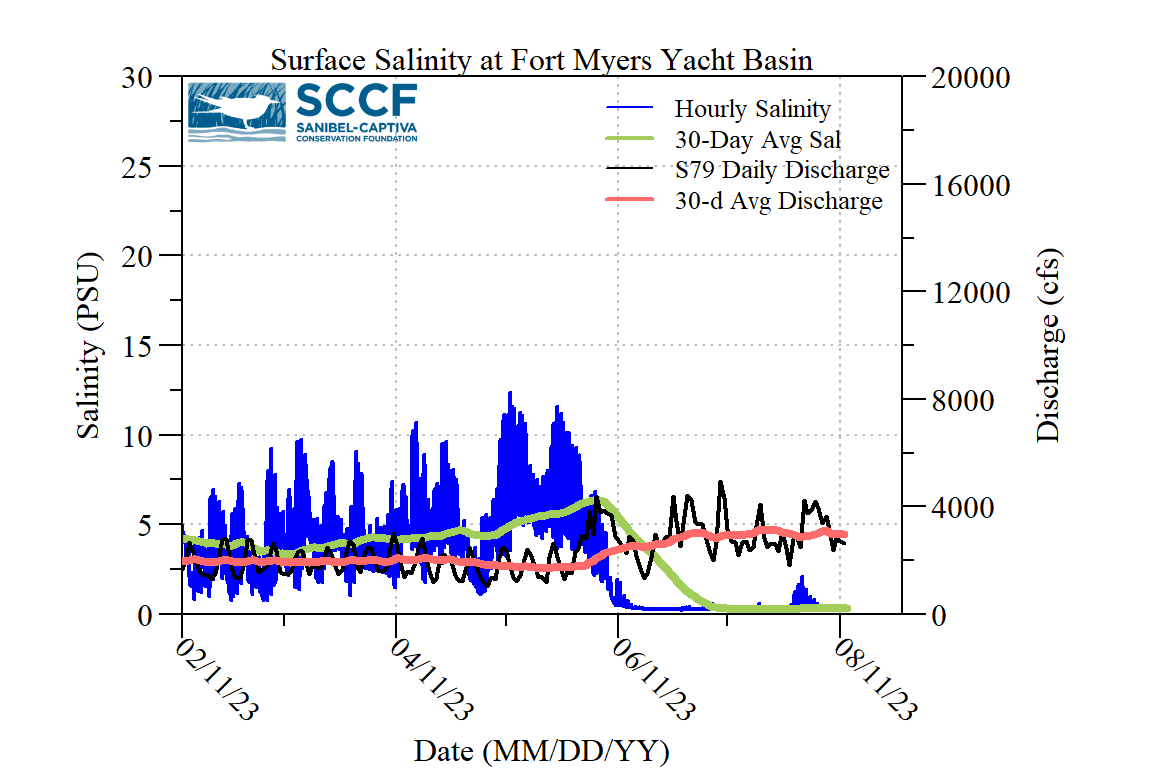 Surface Salinity at Fort Myers Yacht Basin
SCCF
SANIBEL-CAPTIVA
CONSERVATION FOUNDATION
Hourly Salinity
30-Day Avg Sal
S79 Daily Discharge
30-d Avg Discharge
30
25
20
15
10
5
0
Salinity (PSU)
20000
16000
12000
8000
4000
0
Discharge (cfs)
02/11/23
04/11/23
06/11/23
08/11/23
Date (MM/DD/YY)